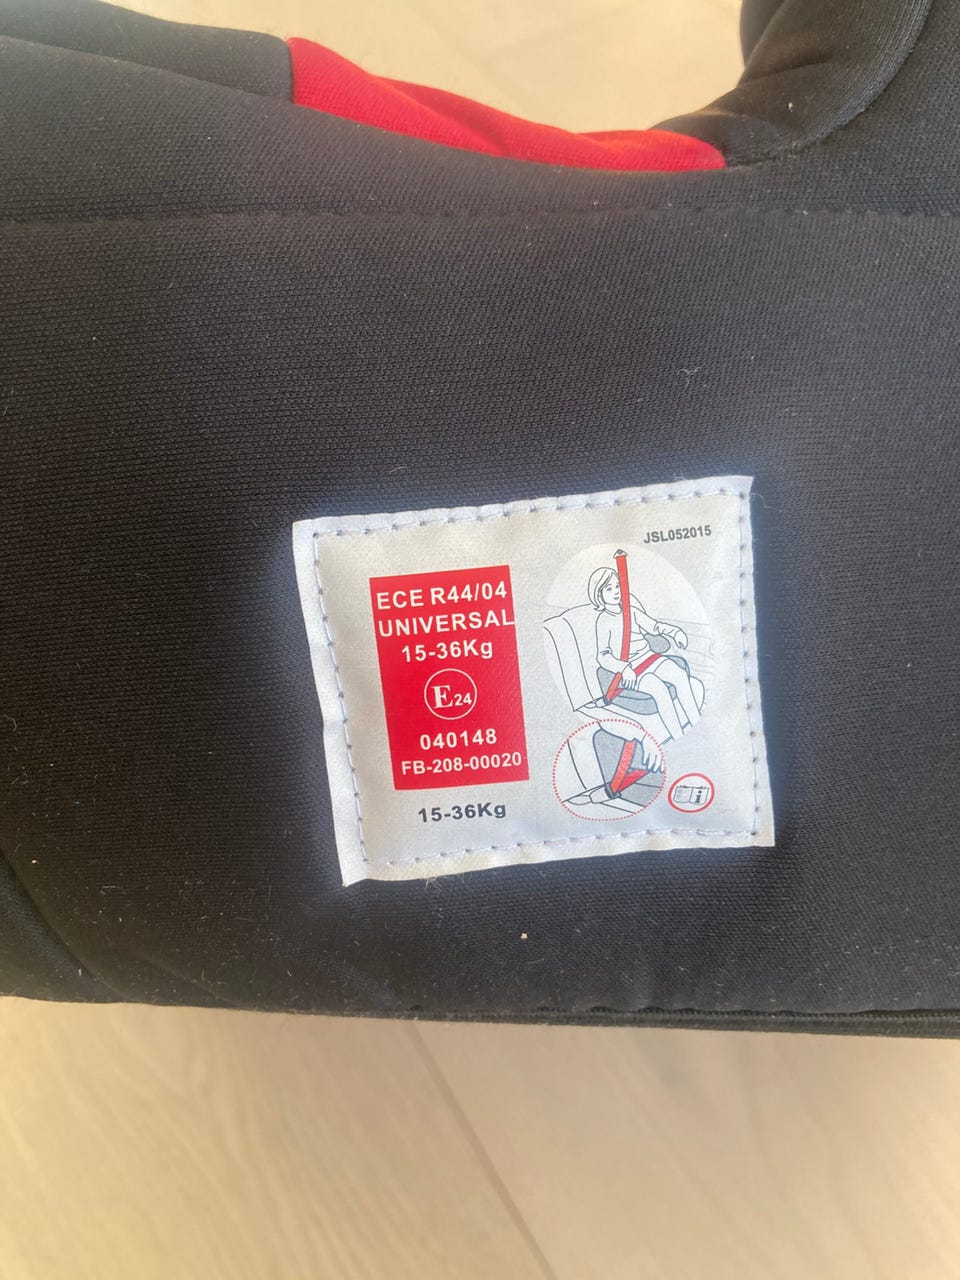 JSL052015
ECE R44/04
UNIVERSAL
15-36Kg
E24
040148
FB-208-00020
15-36Kg
i